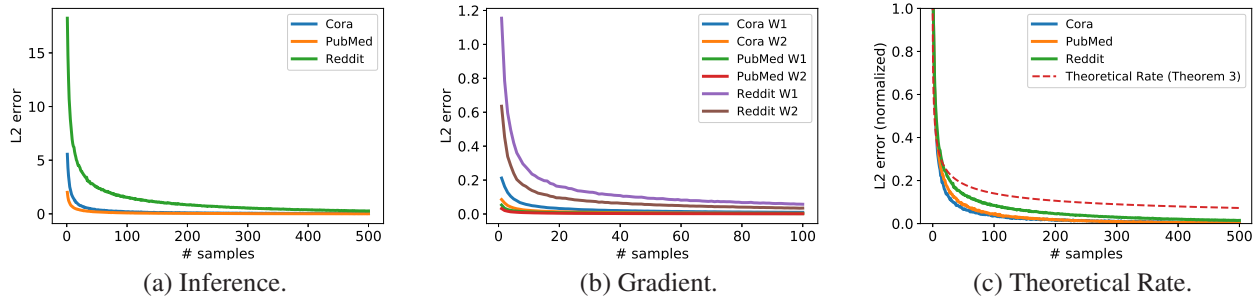 L2 error
15
10
5
0
0 100 200 300 400 500
# samples
Cora
PubMed
Reddit
(a) Inference.
L2 error
1.2
1.0
0.8
0.6
0.4
0.2
0.0
0 20 40 60 80 100
# samples
Cora W1
Cora W2
PubMed W1
PubMed W2
Reddit W1
Reddit W2
(b) Gradient.
L2 error (normalized)
1.0
0.8
0.6
0.4
0.2
0.0
0 100 200 300 400 500
# samples
Cora
PubMed
Reddit
Theoretical Rate (Theorem 3)
(c) Theoretical Rate.